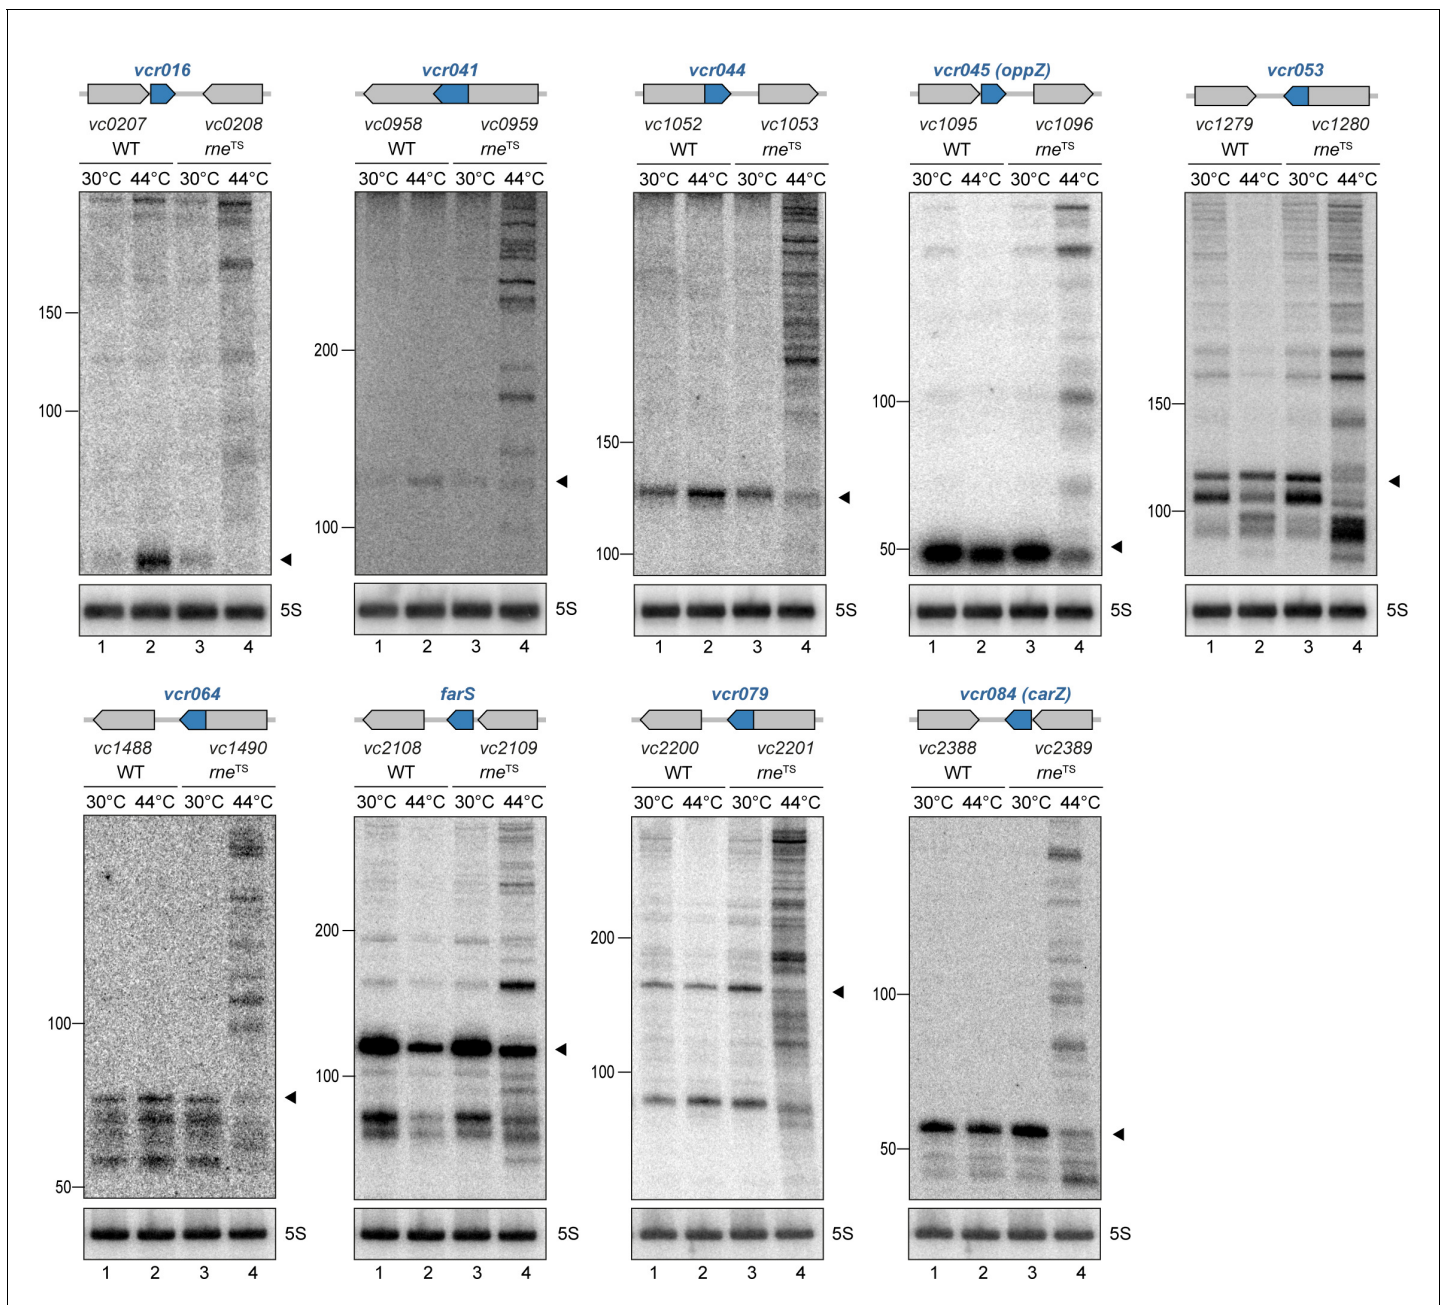 vcr016
vc0207 vc0208
WT rneTS
30°C 44°C 30°C 44°C
150
100
5S
1 2 3 4
vcr041
vc0958 vc0959
WT rneTS
30°C 44°C 30°C 44°C
200
100
5S
1 2 3 4
vcr044
vc1052 vc1053
WT rneTS
30°C 44°C 30°C 44°C
150
100
5S
1 2 3 4
vcr045 (oppZ)
vc1095 vc1096
WT rneTS
30°C 44°C 30°C 44°C
100
50
5S
1 2 3 4
vcr053
vc1279 vc1280
WT rneTS
30°C 44°C 30°C 44°C
150
100
5S
1 2 3 4
vcr064
vc1488 vc1490
WT rneTS
30°C 44°C 30°C 44°C
100
50
5S
1 2 3 4
farS
vc2108 vc2109
WT rneTS
30°C 44°C 30°C 44°C
200
100
5S
1 2 3 4
vcr079
vc2200 vc2201
WT rneTS
30°C 44°C 30°C 44°C
200
100
5S
1 2 3 4
vcr084 (carZ)
vc2388 vc2389
WT rneTS
30°C 44°C 30°C 44°C
100
50
5S
1 2 3 4